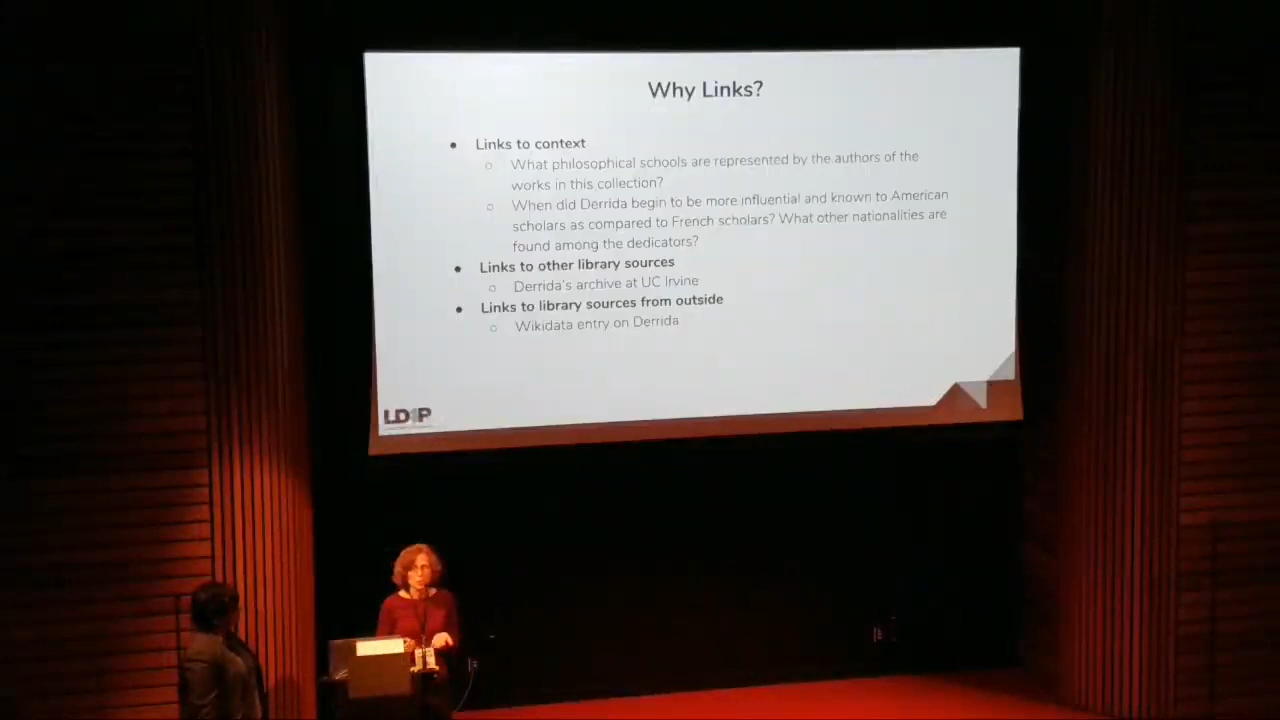 Why Links?
● Links to context
○ What philosophical schools are represented by the authors of the
works in this collection?
○ When did Derrida begin to be more influential and known to American
scholars as compared to French scholars? What other nationalities are
found among the dedicators?
● Links to other library sources
○ Derrida's archive at UC Irvine
● Links to library sources from outside
○ Wikidata entry on Derrida
LD4P